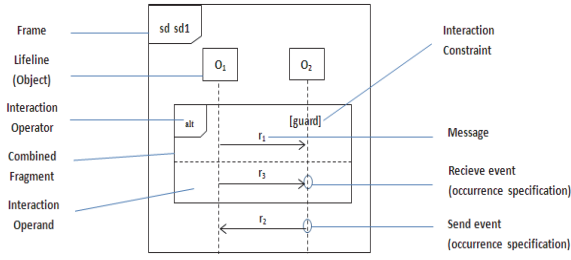 Frame
sd sd1
Interaction
Constraint
Lifeline
(Object)
O1
O2
Interaction
Operator
alt
[guard]
r1
Message
Combined
Fragment
r3
Recieve event
(occurrence specification)
Interaction
Operand
r2
Send event
(occurrence specification)